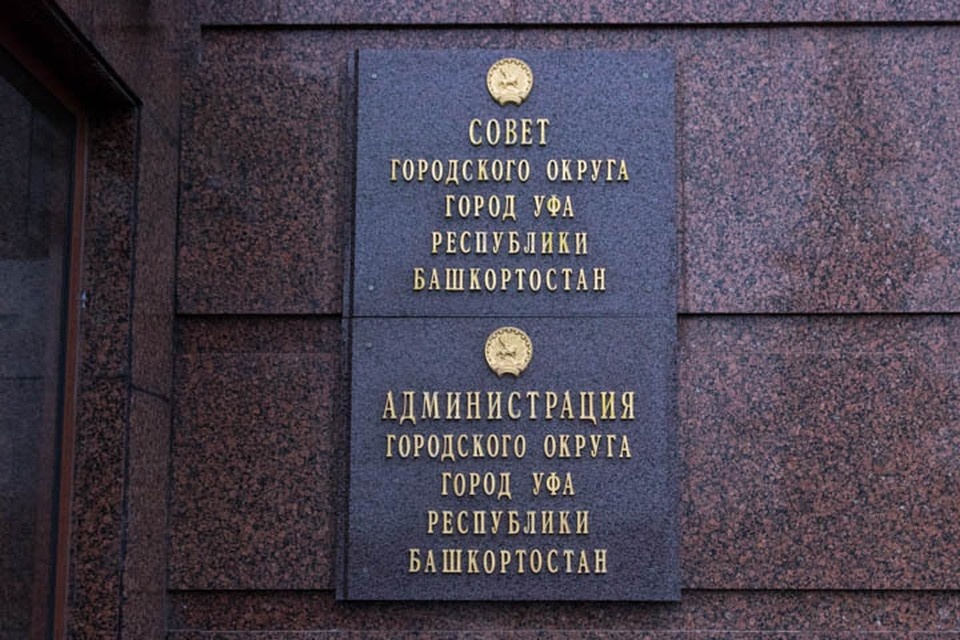 СОВЕТ
ГОРОДСКОГО ОКРУГА
ГОРОД УФА
РЕСПУБЛИКИ
БАШКОРТОСТАН
АДМИНИСТРАЦИЯ
ГОРОДСКОГО ОКРУГА
ГОРОД УФА
РЕСПУБЛИКИ
БАШКОРТОСТАН